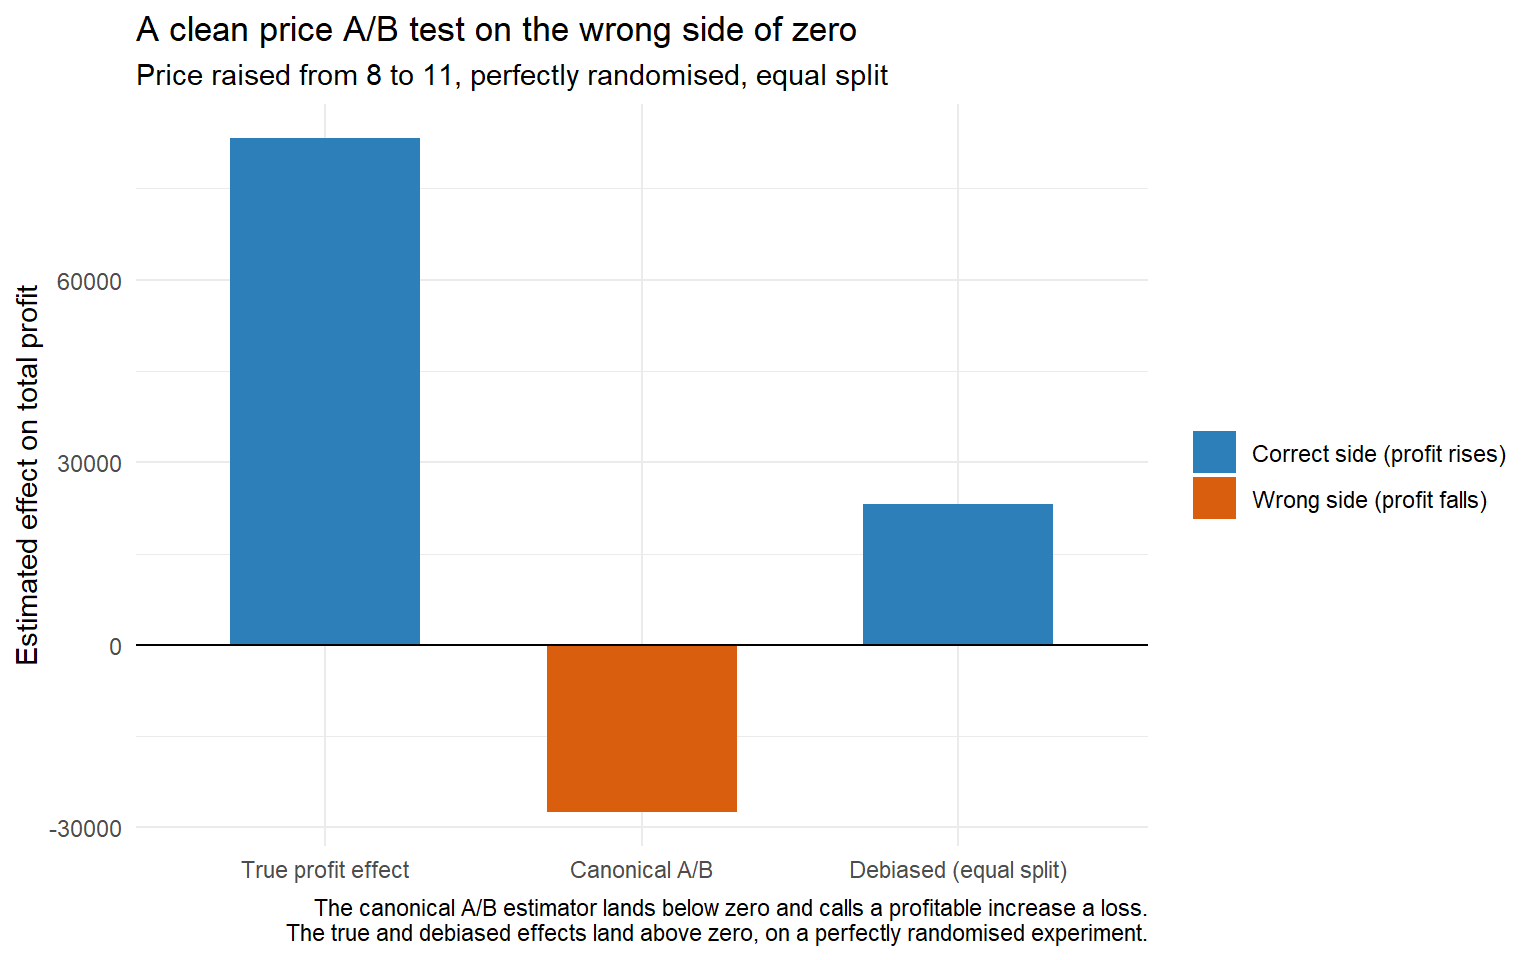 A clean price A/B test on the wrong side of zero
Price raised from 8 to 11, perfectly randomised, equal split
Estimated effect on total profit
60000
30000
0
-30000
True profit effect
Canonical A/B
Debiased (equal split)
Correct side (profit rises)
Wrong side (profit falls)
The canonical A/B estimator lands below zero and calls a profitable increase a loss.
The true and debiased effects land above zero, on a perfectly randomised experiment.